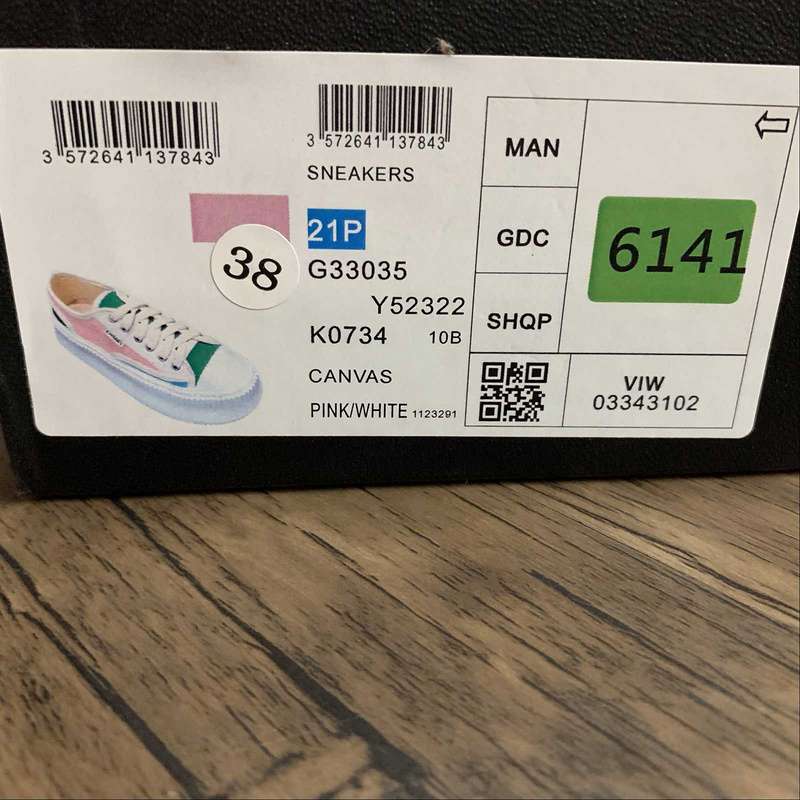 3 572641 137843
3 572641 137843
SNEAKERS
21P
38
G33035
Y52322
K0734 10B
CANVAS
PINK/WHITE 1123291
MAN
GDC
SHQP
6141
VIW
03343102